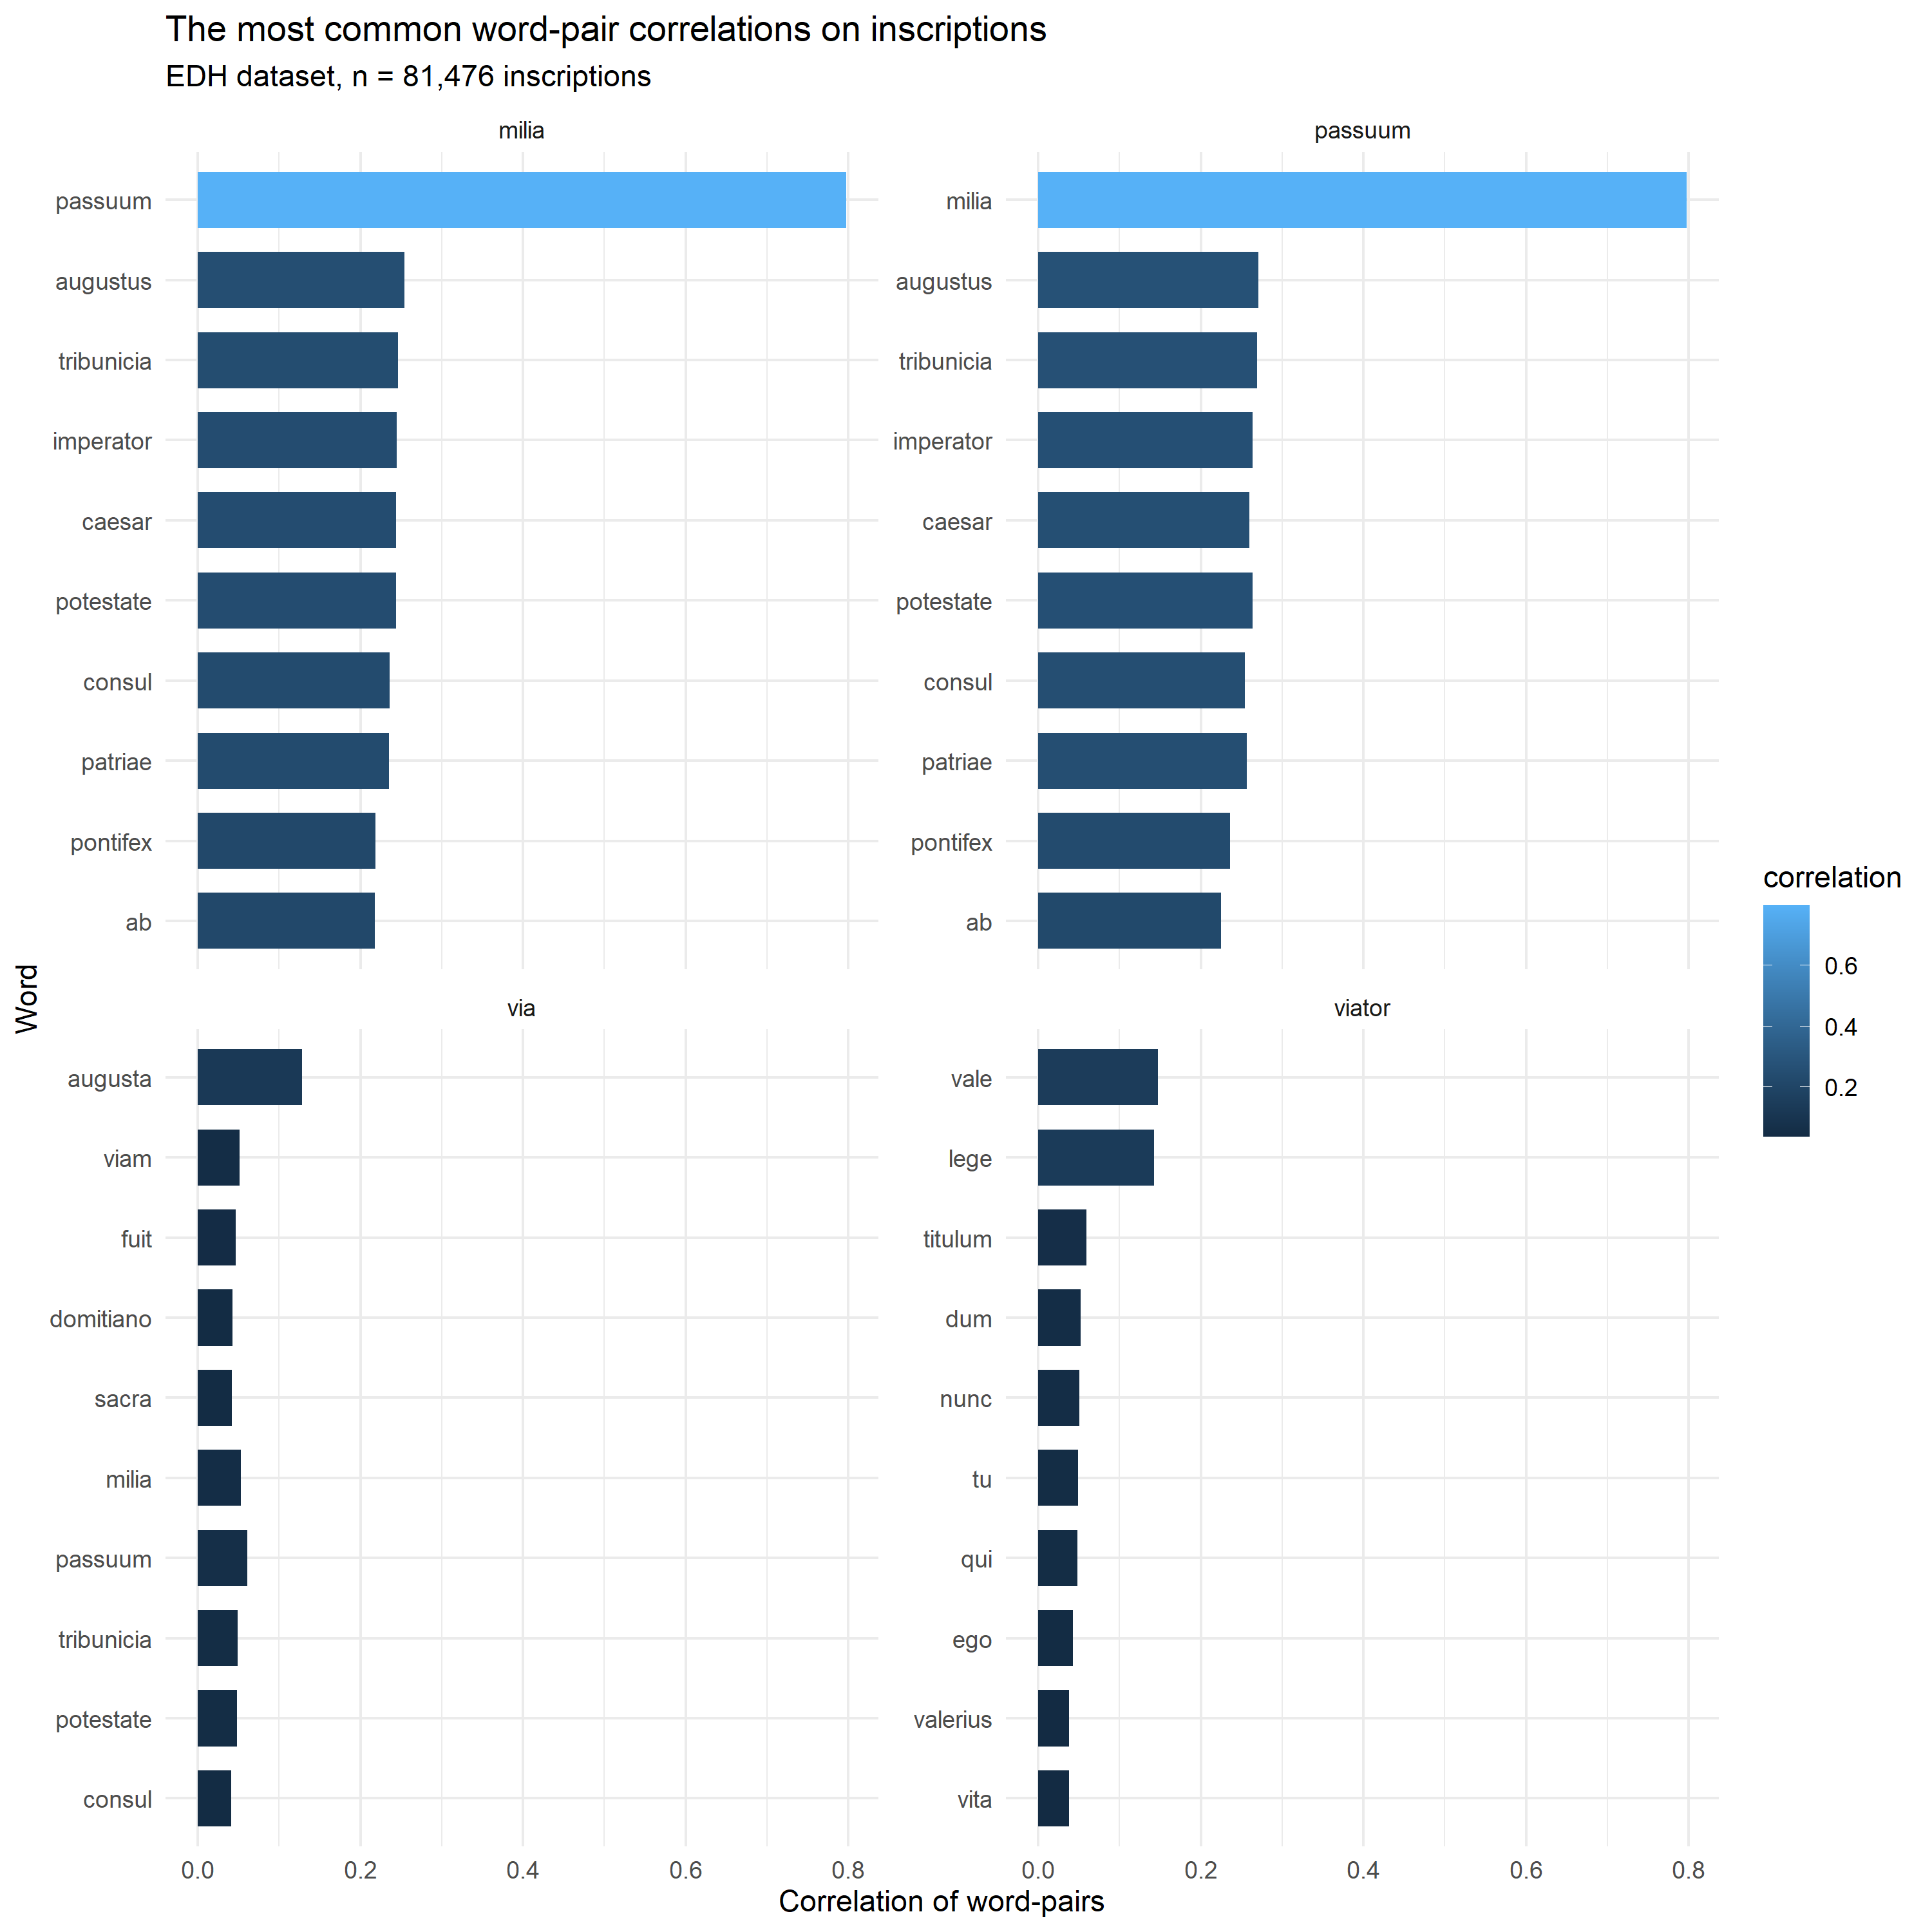 The most common word-pair correlations on inscriptions
EDH dataset, n = 81,476 inscriptions
milia
passuum
augustus
tribunicia
imperator
caesar
potestate
consul
patriae
pontifex
ab
passuum
milia
augustus
tribunicia
imperator
caesar
potestate
consul
patriae
pontifex
ab
via
augusta
viam
fuit
domitiano
sacra
milia
passuum
tribunicia
potestate
consul
0.0 0.2 0.4 0.6 0.8
viator
vale
lege
titulum
dum
nunc
tu
qui
ego
valerius
vita
0.0 0.2 0.4 0.6 0.8
Word
Correlation of word-pairs
correlation
0.6
0.4
0.2